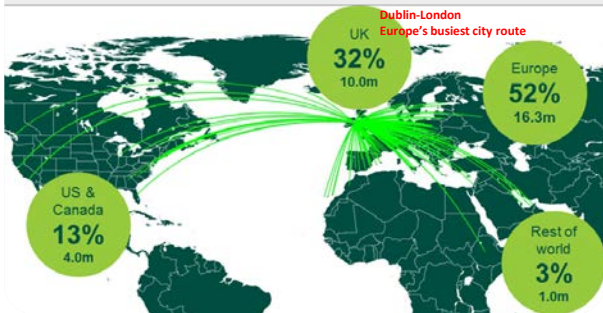 Dublin-London
Europe's busiest city route
UK
32%
10.0m
Europe
52%
16.3m
US &
Canada
13%
4.0m
Rest of
world
3%
1.0m